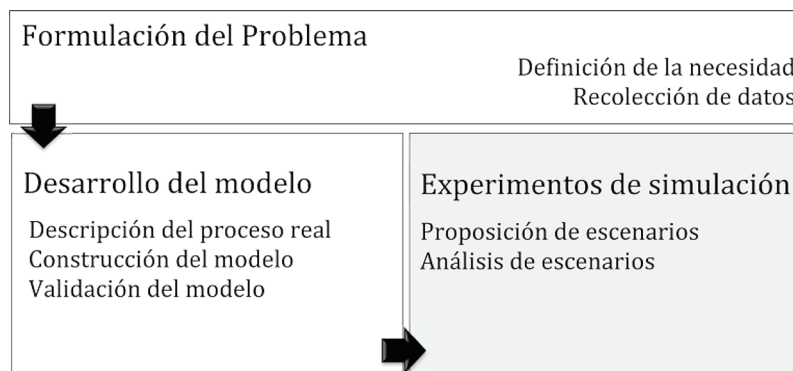 Formulación del Problema
Definición de la necesidad
Recolección de datos
Desarrollo del modelo
Descripción del proceso real
Construcción del modelo
Validación del modelo
Experimentos de simulación
Proposición de escenarios
Análisis de escenarios